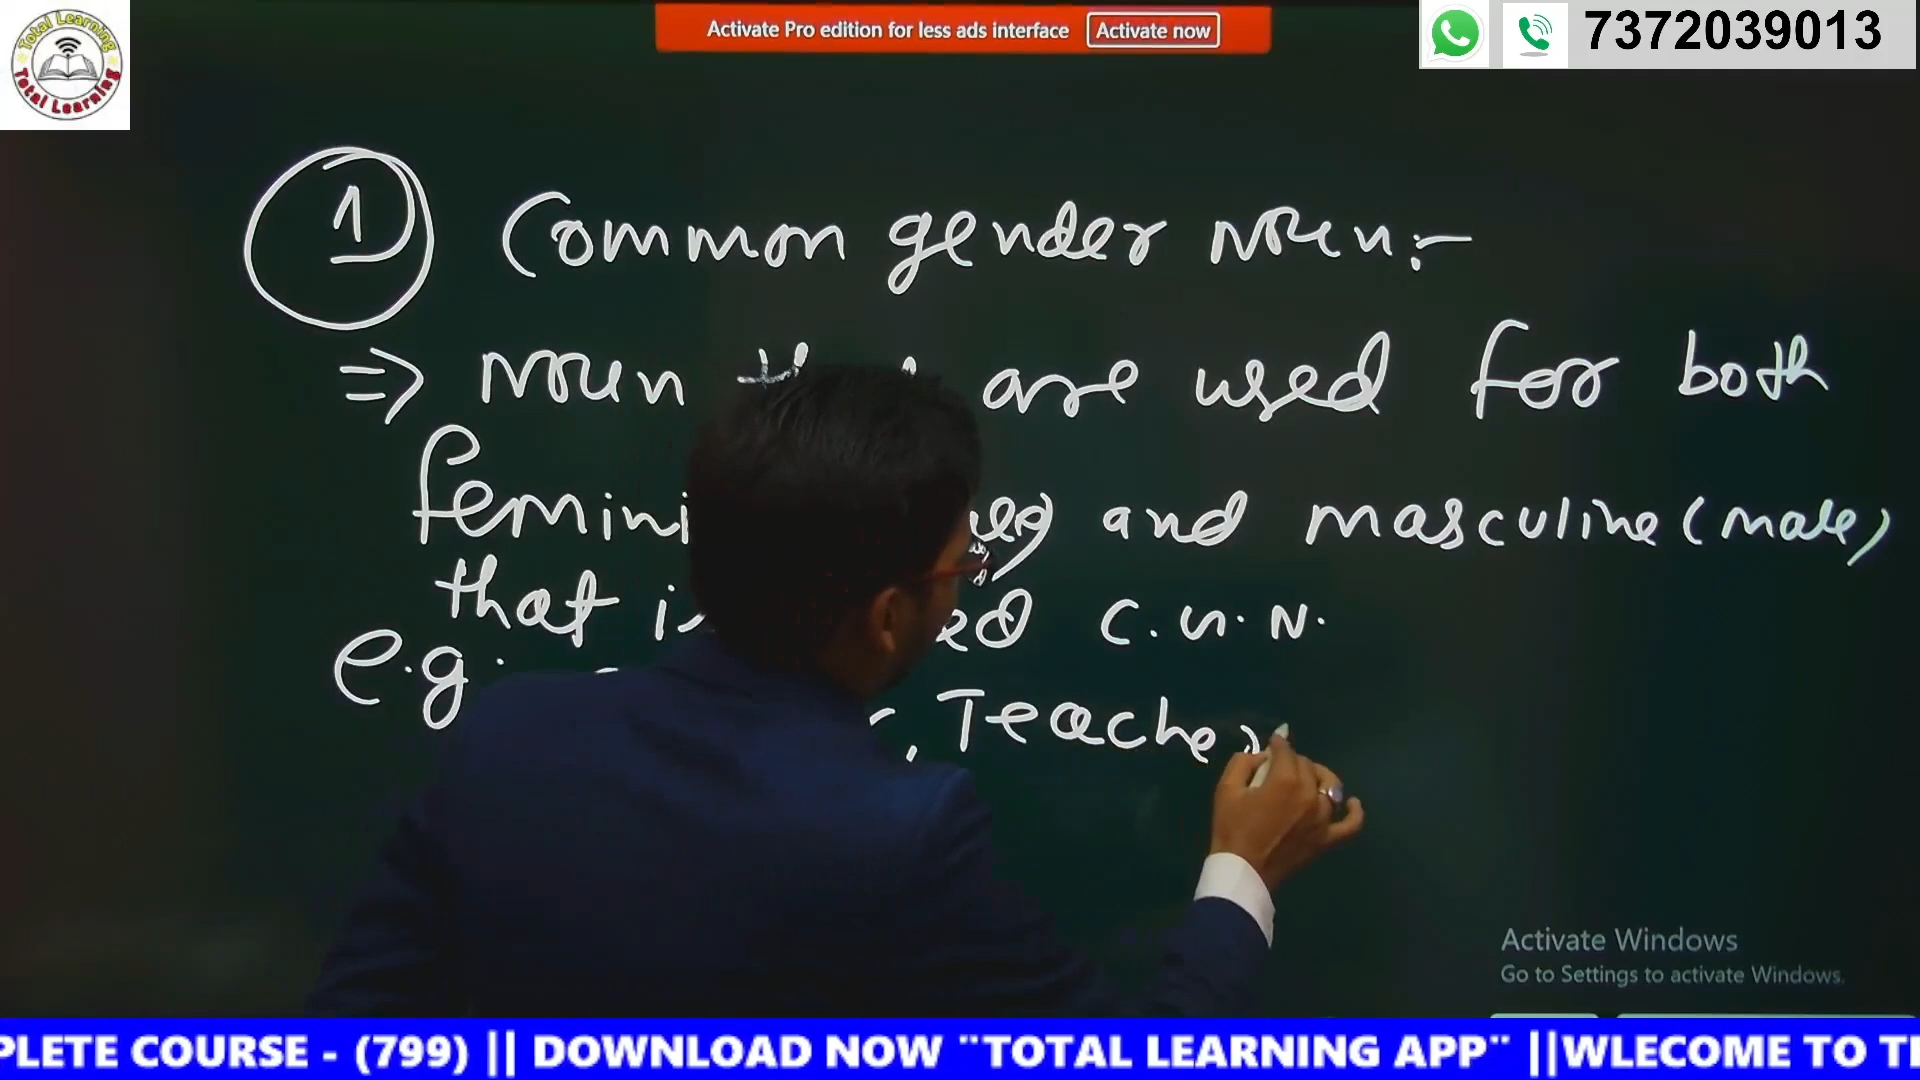 Total Learning
Total Learning
Activate Pro edition for less ads interface Activate now
7372039013
1 Common gender noun:-
⇒ noun are used for both
and masculine (male)
that C.G.N.
e.g. , Teacher
Activate Windows
Go to Settings to activate Windows.
PLETE COURSE - (799) || DOWNLOAD NOW ¨TOTAL LEARNING APP" ||WLECOME TO T